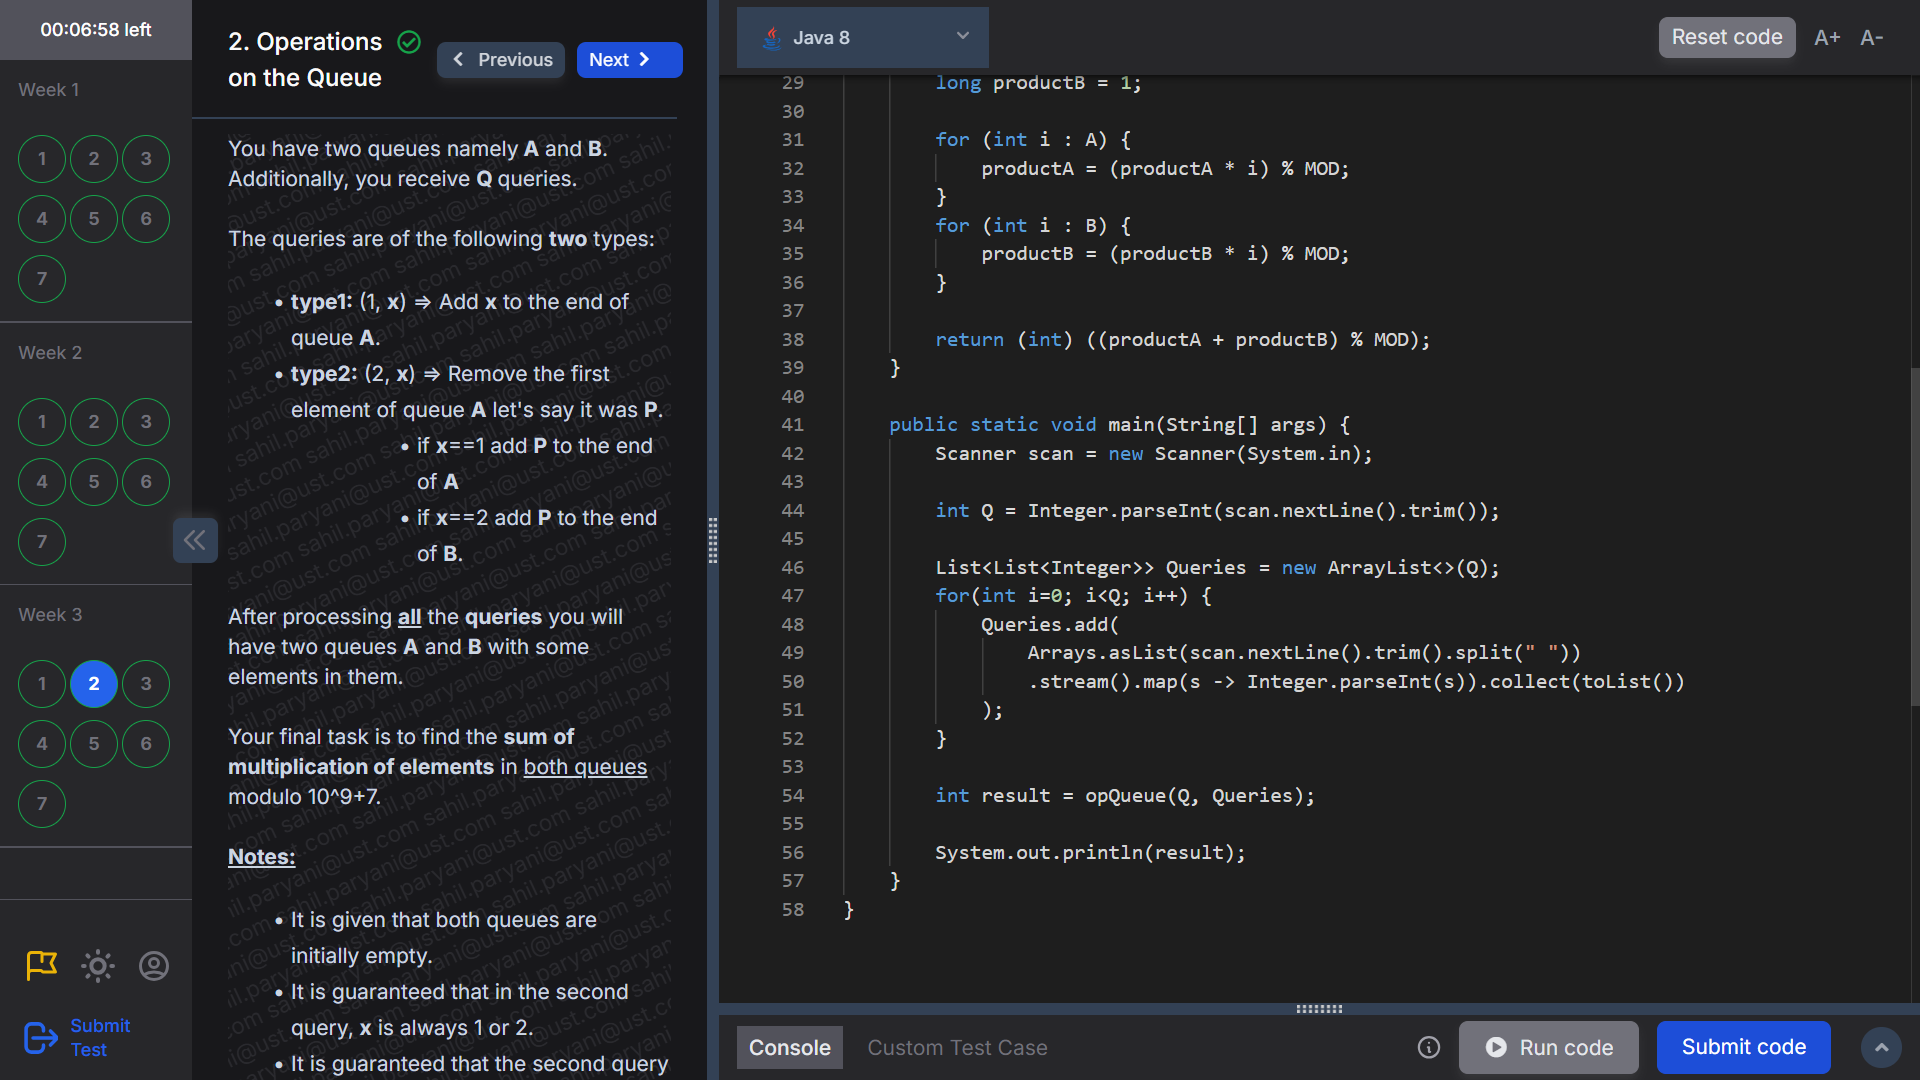 00:06:58 left
Week 1
1 2 3
4 5 6
7
Week 2
1 2 3
4 5 6
7
Week 3
1 2 3
4 5 6
7
Submit
Test
2. Operations
on the Queue
Previous
Next
You have two queues namely A and B.
Additionally, you receive Q queries.
The queries are of the following two types:
• type1: (1, x) ⇒ Add x to the end of
queue A.
• type2: (2, x) ⇒ Remove the first
element of queue A let's say it was P.
• if x==1 add P to the end
of A
• if x==2 add P to the end
of B.
After processing all the queries you will
have two queues A and B with some
elements in them.
Your final task is to find the sum of
multiplication of elements in both queues
modulo 10^9+7.
Notes:
• It is given that both queues are
initially empty.
• It is guaranteed that in the second
query, x is always 1 or 2.
• It is guaranteed that the second query
sahil.paryani@ust.com
Java 8
Reset code
A+ A-
29 long productB = 1;
30
31 for (int i : A) {
32 productA = (productA * i) % MOD;
33 }
34 for (int i : B) {
35 productB = (productB * i) % MOD;
36 }
37
38 return (int) ((productA + productB) % MOD);
39 }
40
41 public static void main(String[] args) {
42 Scanner scan = new Scanner(System.in);
43
44 int Q = Integer.parseInt(scan.nextLine().trim());
45
46 List<List<Integer>> Queries = new ArrayList<>(Q);
47 for(int i=0; i<Q; i++) {
48 Queries.add(
49 Arrays.asList(scan.nextLine().trim().split(" "))
50 .stream().map(s -> Integer.parseInt(s)).collect(toList())
51 );
52 }
53
54 int result = opQueue(Q, Queries);
55
56 System.out.println(result);
57 }
58 }
Console
Custom Test Case
Run code
Submit code